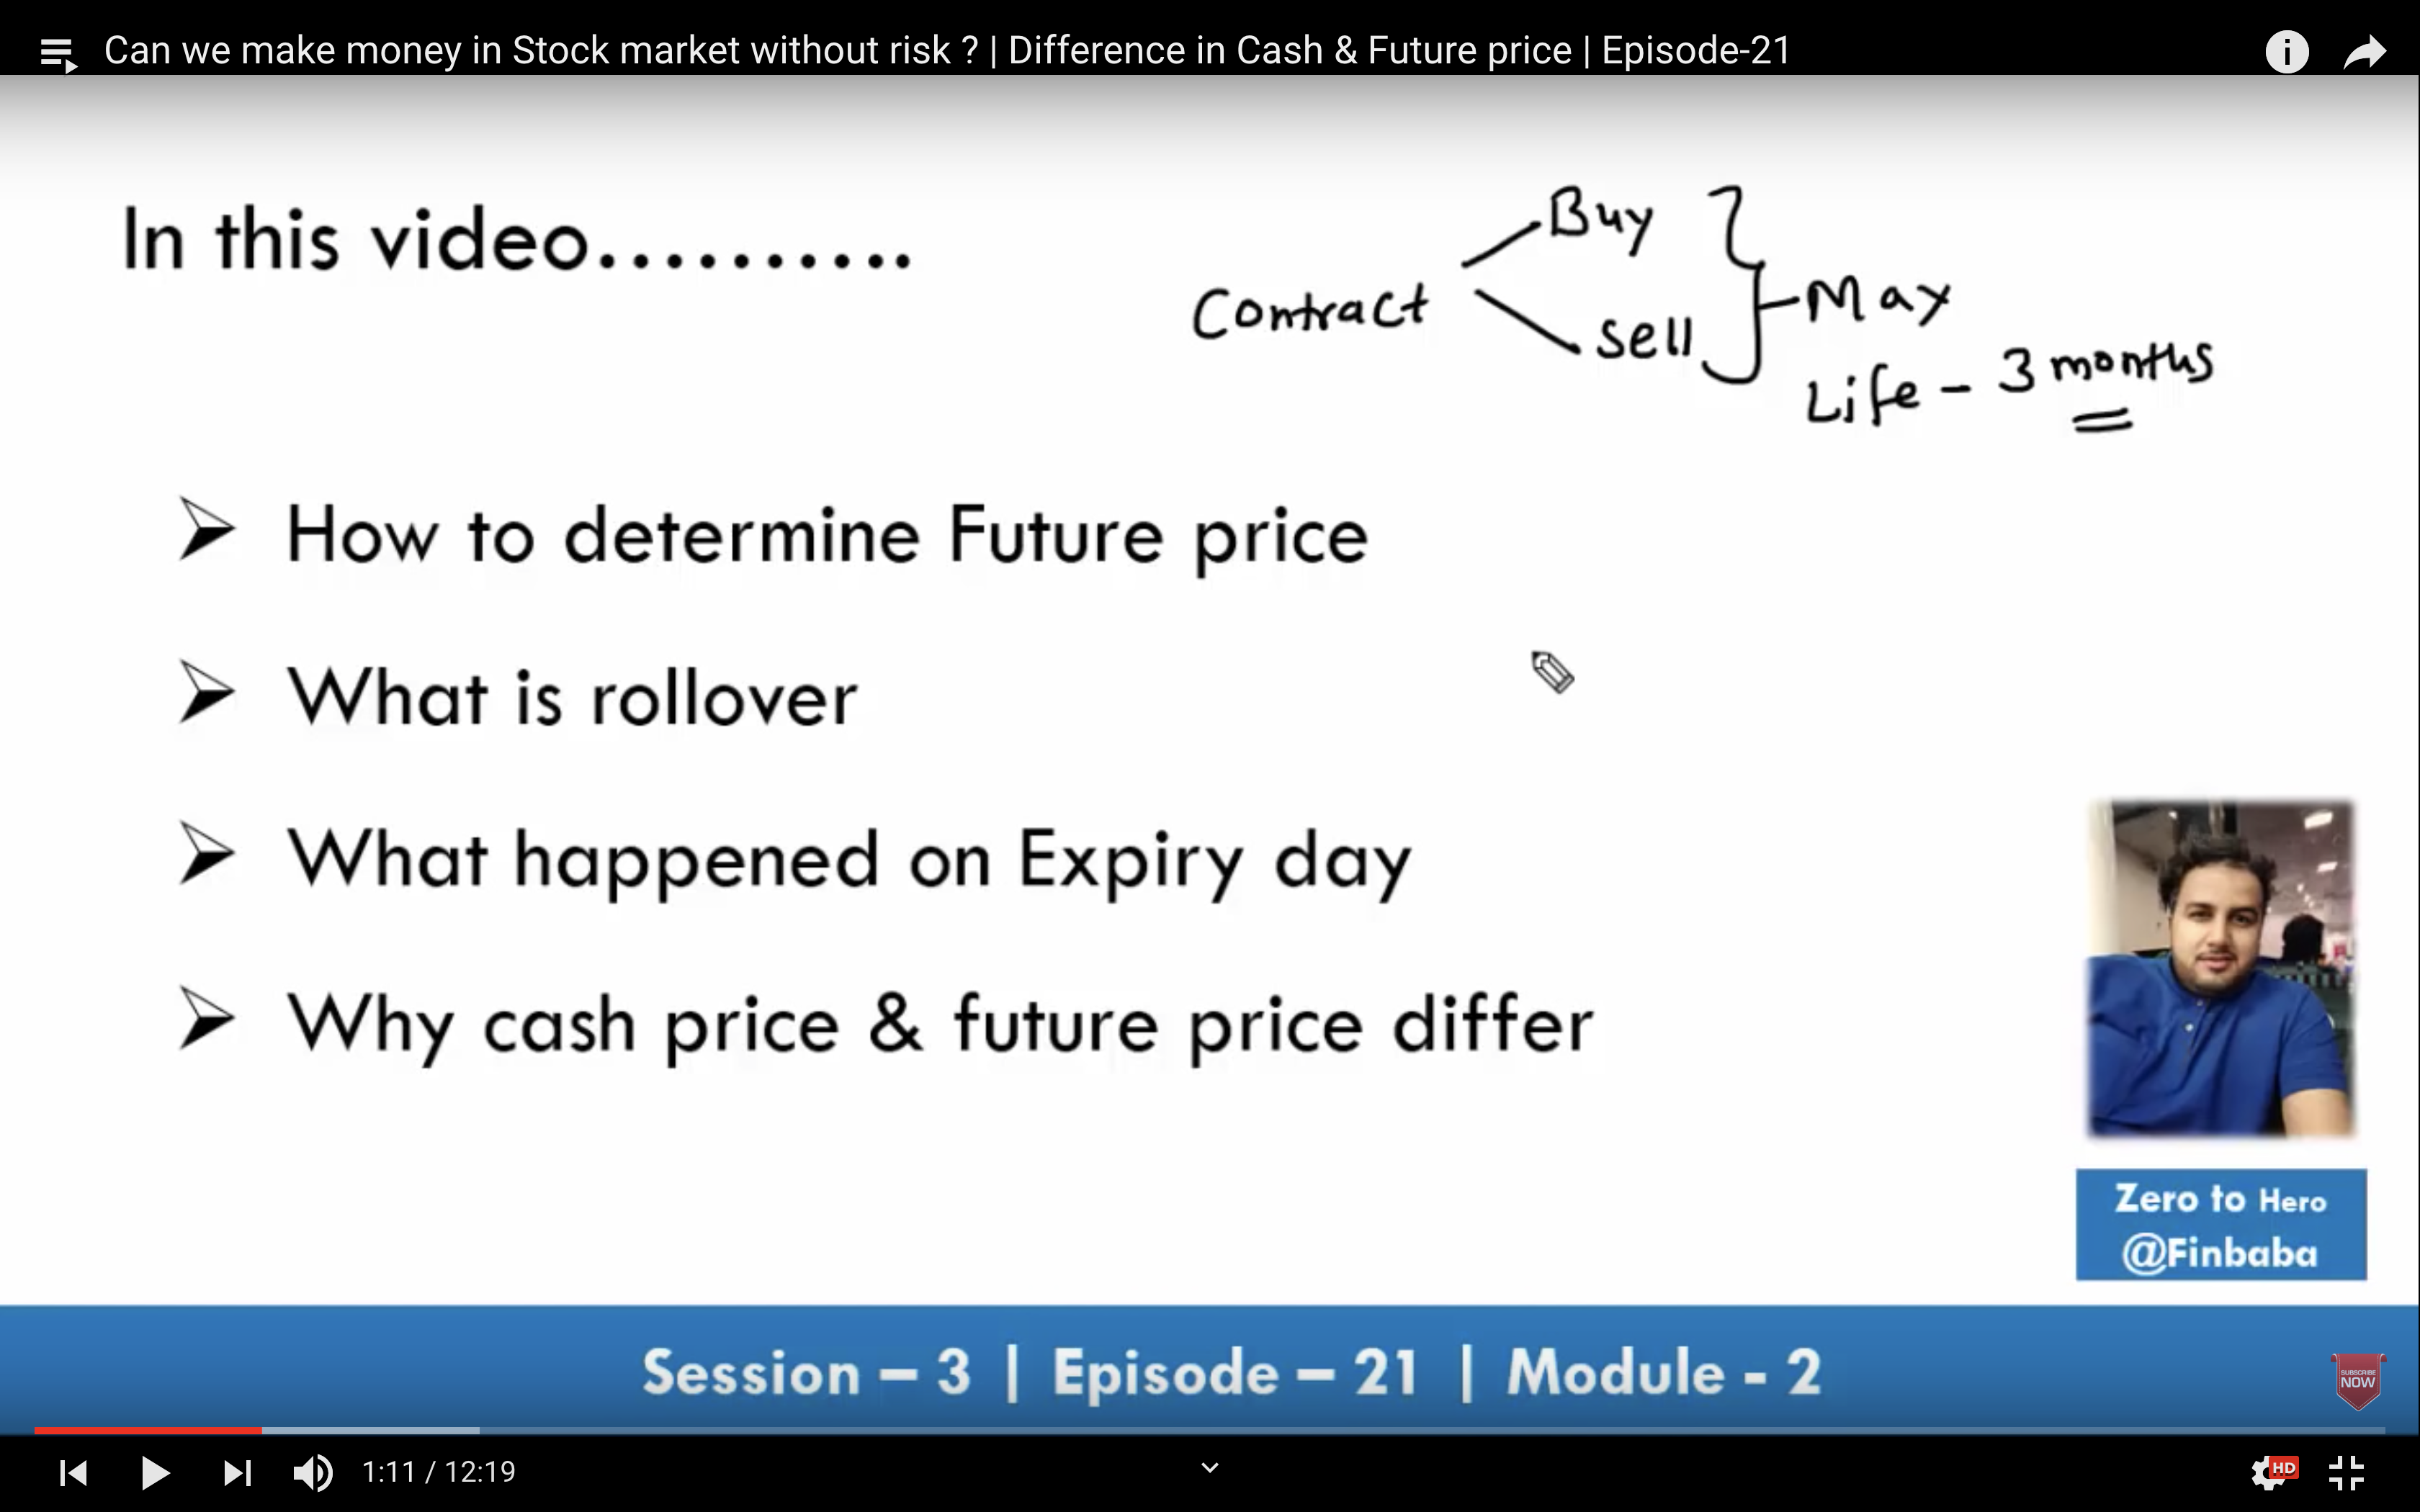 Can we make money in Stock market without risk ? | Difference in Cash & Future price | Episode-21
In this video..........
Contract
Buy
Sell
Max
Life - 3 months
How to determine Future price
What is rollover
What happened on Expiry day
Why cash price & future price differ
Zero to Hero
@Finbaba
Session – 3 | Episode – 21 | Module - 2
SUBSCRIBE
NOW
1:11 / 12:19
HD